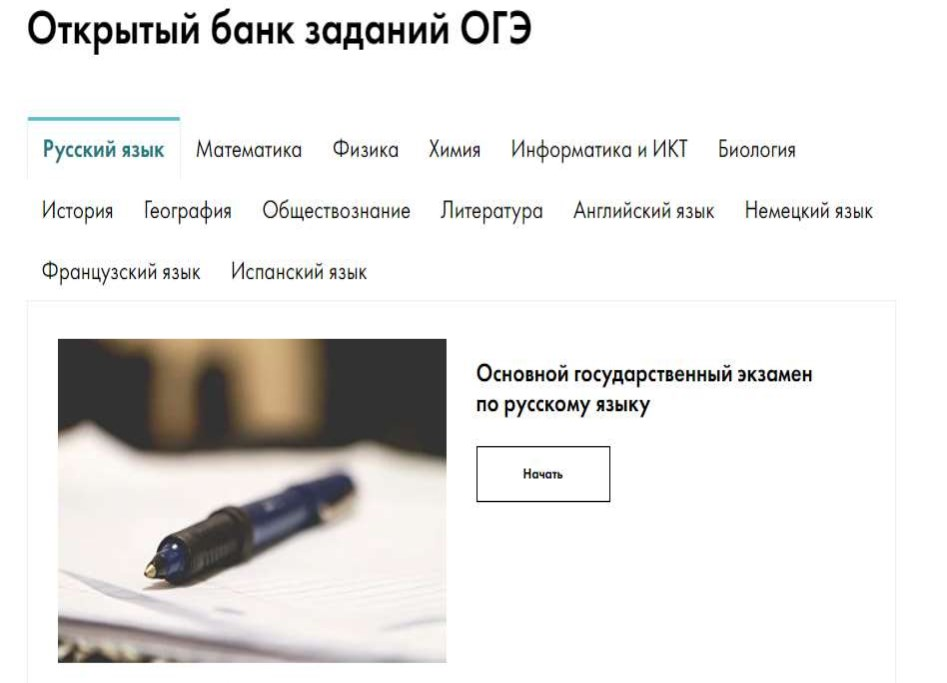 Открытый банк заданий ОГЭ
Русский язык Математика Физика Химия Информатика и ИКТ Биология
История География Обществознание Литература Английский язык Немецкий язык
Французский язык Испанский язык
Основной государственный экзамен
по русскому языку
Начать